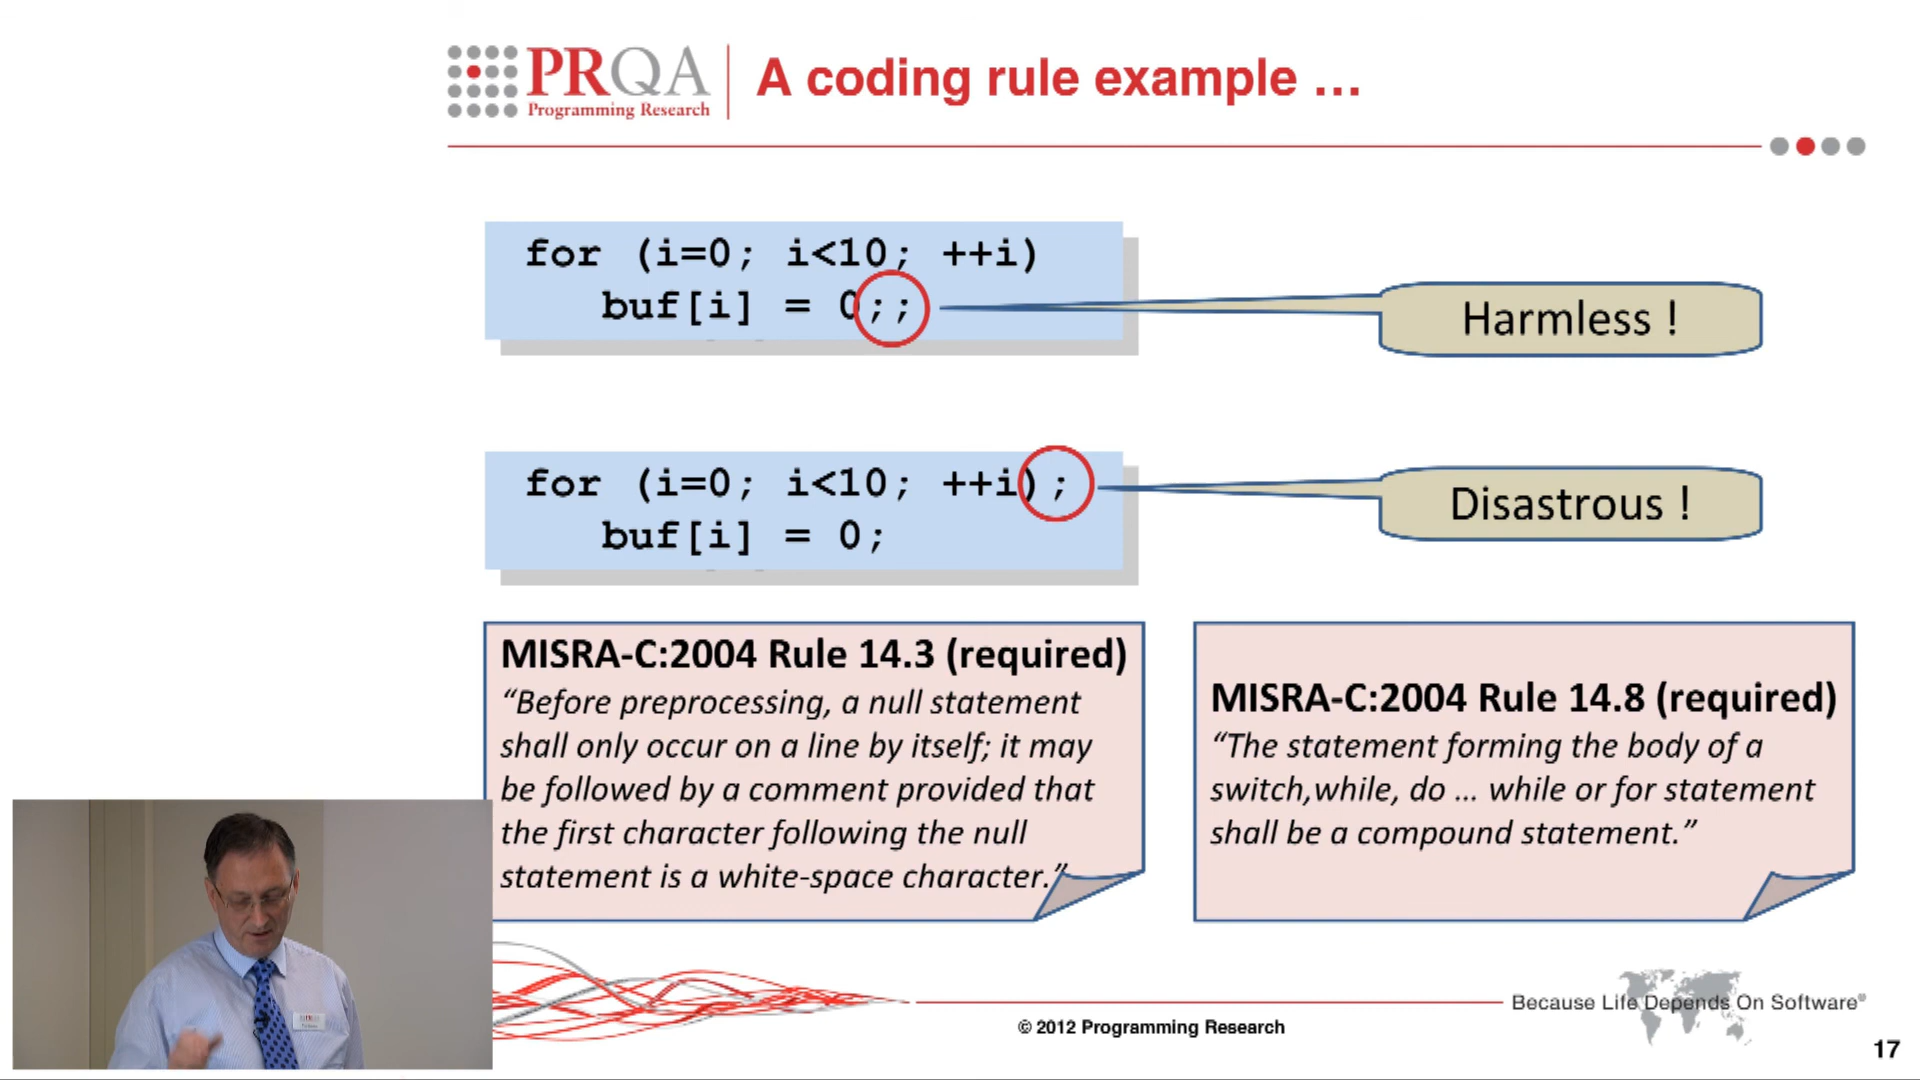 PRQA
Programming Research
A coding rule example ...
for (i=0; i<10; ++i)
buf[i] = 0;;
Harmless !
for (i=0; i<10; ++i);
buf[i] = 0;
Disastrous !
MISRA-C:2004 Rule 14.3 (required)
“Before preprocessing, a null statement
shall only occur on a line by itself; it may
be followed by a comment provided that
the first character following the null
statement is a white-space character.”
MISRA-C:2004 Rule 14.8 (required)
“The statement forming the body of a
switch,while, do ... while or for statement
shall be a compound statement.”
Because Life Depends On Software®
© 2012 Programming Research
17